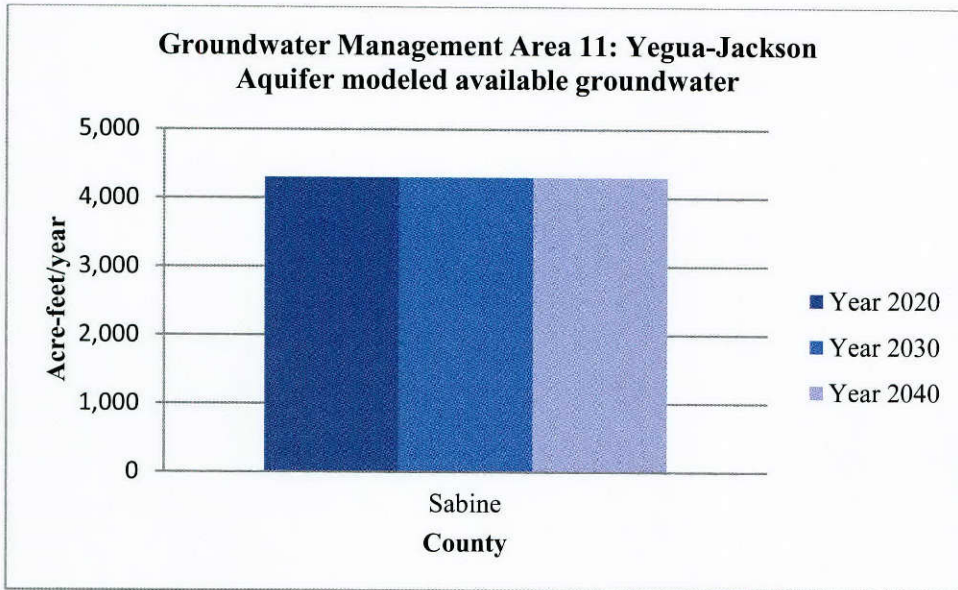 Groundwater Management Area 11: Yegua-Jackson
Aquifer modeled available groundwater
5,000
4,000
3,000
2,000
1,000
0
Acre-feet/year
Sabine
County
Year 2020
Year 2030
Year 2040